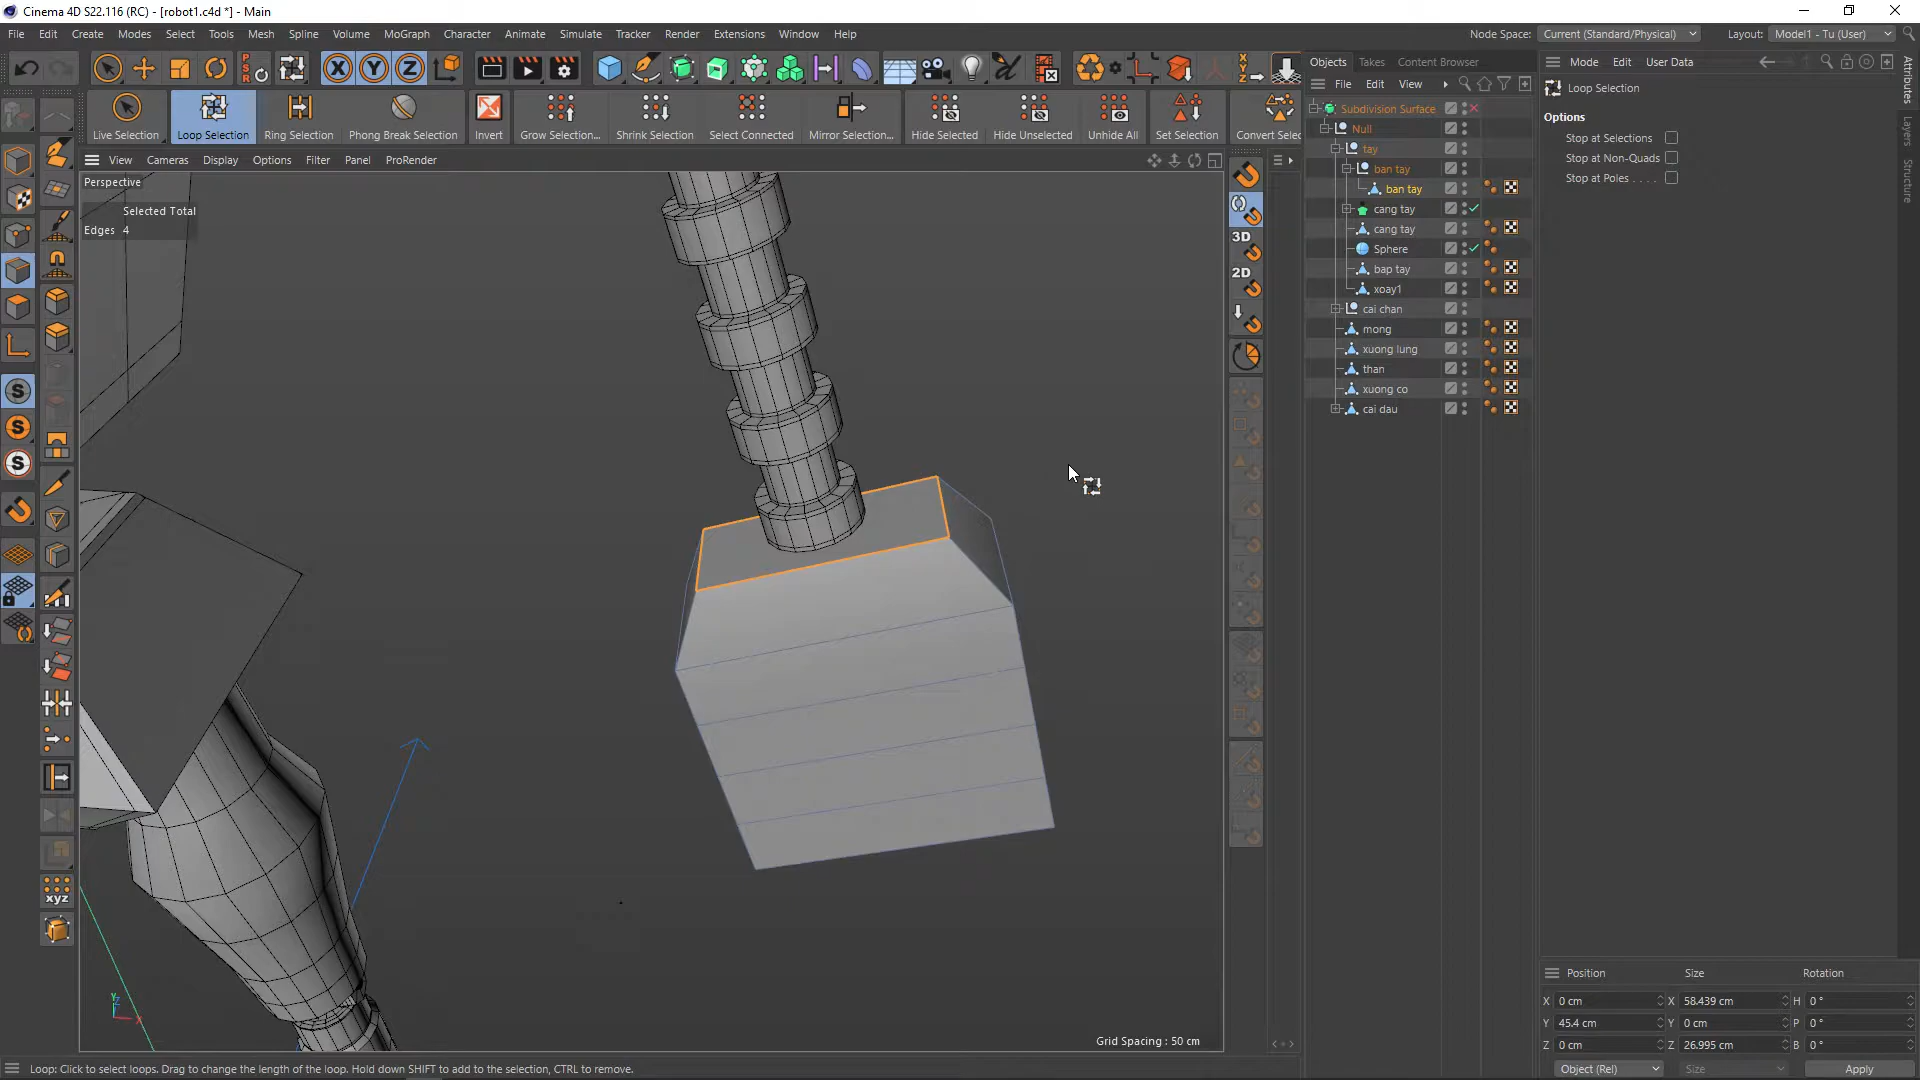 Cinema 4D S22.116 (RC) - [robot1.c4d *] - Main
File Edit Create Modes Select Tools Mesh Spline Volume MoGraph Character Animate Simulate Tracker Render Extensions Window Help
Node Space: Current (Standard/Physical) Layout: Model1 - Tu (User)
PSR X Y Z
Objects Takes Content Browser
File Edit View
Mode Edit User Data
Attributes
Layers
Structure
Live Selection Loop Selection Ring Selection Phong Break Selection Invert Grow Selection... Shrink Selection Select Connected Mirror Selection... Hide Selected Hide Unselected Unhide All Set Selection Convert Selec
View Cameras Display Options Filter Panel ProRender
Perspective
Selected Total
Edges 4
3D
2D
S
S
S
xyz
Subdivision Surface
Null
tay
ban tay
ban tay
cang tay
cang tay
Sphere
bap tay
xoay1
cai chan
mong
xuong lung
than
xuong co
cai dau
Loop Selection
Options
Stop at Selections
Stop at Non-Quads
Stop at Poles . . . .
Y
Z
X
Grid Spacing : 50 cm
Position Size Rotation
X 0 cm X 58.439 cm H 0 °
Y 45.4 cm Y 0 cm P 0 °
Z 0 cm Z 26.995 cm B 0 °
Object (Rel) Size Apply
Loop: Click to select loops. Drag to change the length of the loop. Hold down SHIFT to add to the selection, CTRL to remove.